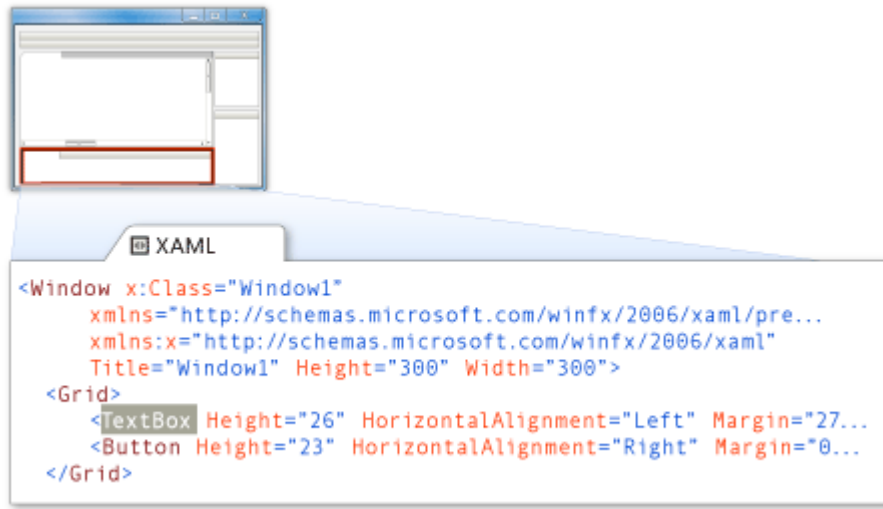 XAML
<Window x:Class="Window1"
xmlns="http://schemas.microsoft.com/winfx/2006/xaml/pre...
xmlns:x="http://schemas.microsoft.com/winfx/2006/xaml"
Title="Window1" Height="300" Width="300">
<Grid>
<TextBox Height="26" HorizontalAlignment="Left" Margin="27...
<Button Height="23" HorizontalAlignment="Right" Margin="0...
</Grid>